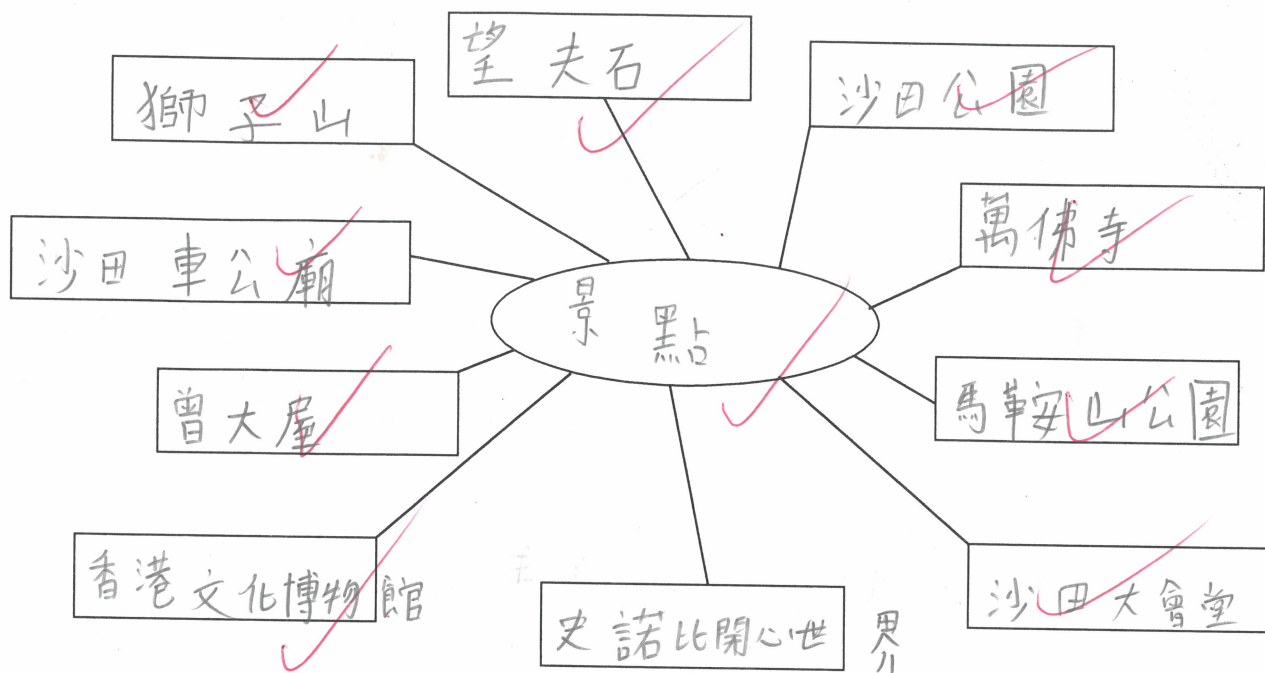 望夫石
獅子山
沙田公園
萬佛寺
沙田車公廟
景點
曾大屋
馬鞍山公園
香港文化博物館
沙田大會堂
史諾比開心世界